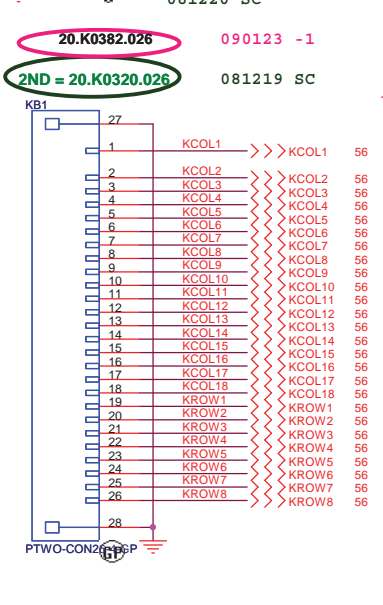 081220 SC
20.K0382.026 090123 -1
2ND = 20.K0320.026 081219 SC
KB1
27
1 KCOL1 KCOL1 56
2 KCOL2 KCOL2 56
3 KCOL3 KCOL3 56
4 KCOL4 KCOL4 56
5 KCOL5 KCOL5 56
6 KCOL6 KCOL6 56
7 KCOL7 KCOL7 56
8 KCOL8 KCOL8 56
9 KCOL9 KCOL9 56
10 KCOL10 KCOL10 56
11 KCOL11 KCOL11 56
12 KCOL12 KCOL12 56
13 KCOL13 KCOL13 56
14 KCOL14 KCOL14 56
15 KCOL15 KCOL15 56
16 KCOL16 KCOL16 56
17 KCOL17 KCOL17 56
18 KCOL18 KCOL18 56
19 KROW1 KROW1 56
20 KROW2 KROW2 56
21 KROW3 KROW3 56
22 KROW4 KROW4 56
23 KROW5 KROW5 56
24 KROW6 KROW6 56
25 KROW7 KROW7 56
26 KROW8 KROW8 56
28
GP